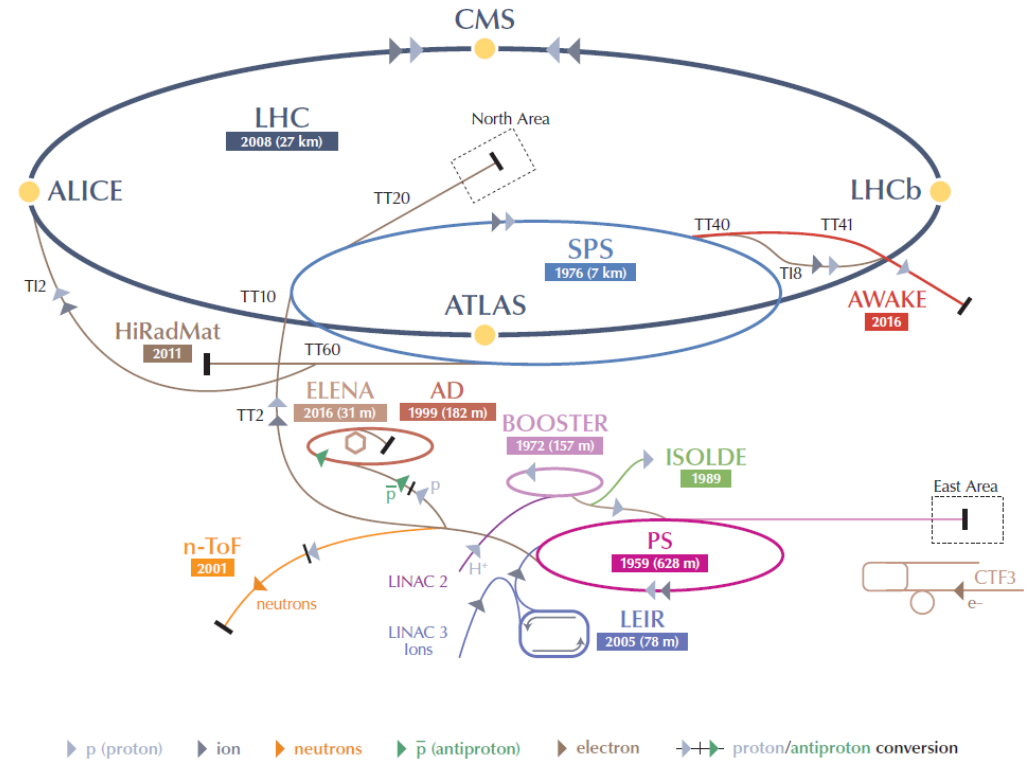 CMS
LHC
2008 (27 km)
North Area
ALICE
LHCb
TT20
TT40
TT41
SPS
1976 (7 km)
TI2
TI8
TT10
ATLAS
AWAKE
2016
HiRadMat
2011
TT60
ELENA
2016 (31 m)
AD
1999 (182 m)
TT2
BOOSTER
1972 (157 m)
ISOLDE
1989
p
p̅
East Area
n-ToF
2001
PS
1959 (628 m)
H⁺
LINAC 2
neutrons
CTF3
e–
LINAC 3
Ions
LEIR
2005 (78 m)
p (proton)
ion
neutrons
p̅ (antiproton)
electron
proton/antiproton conversion